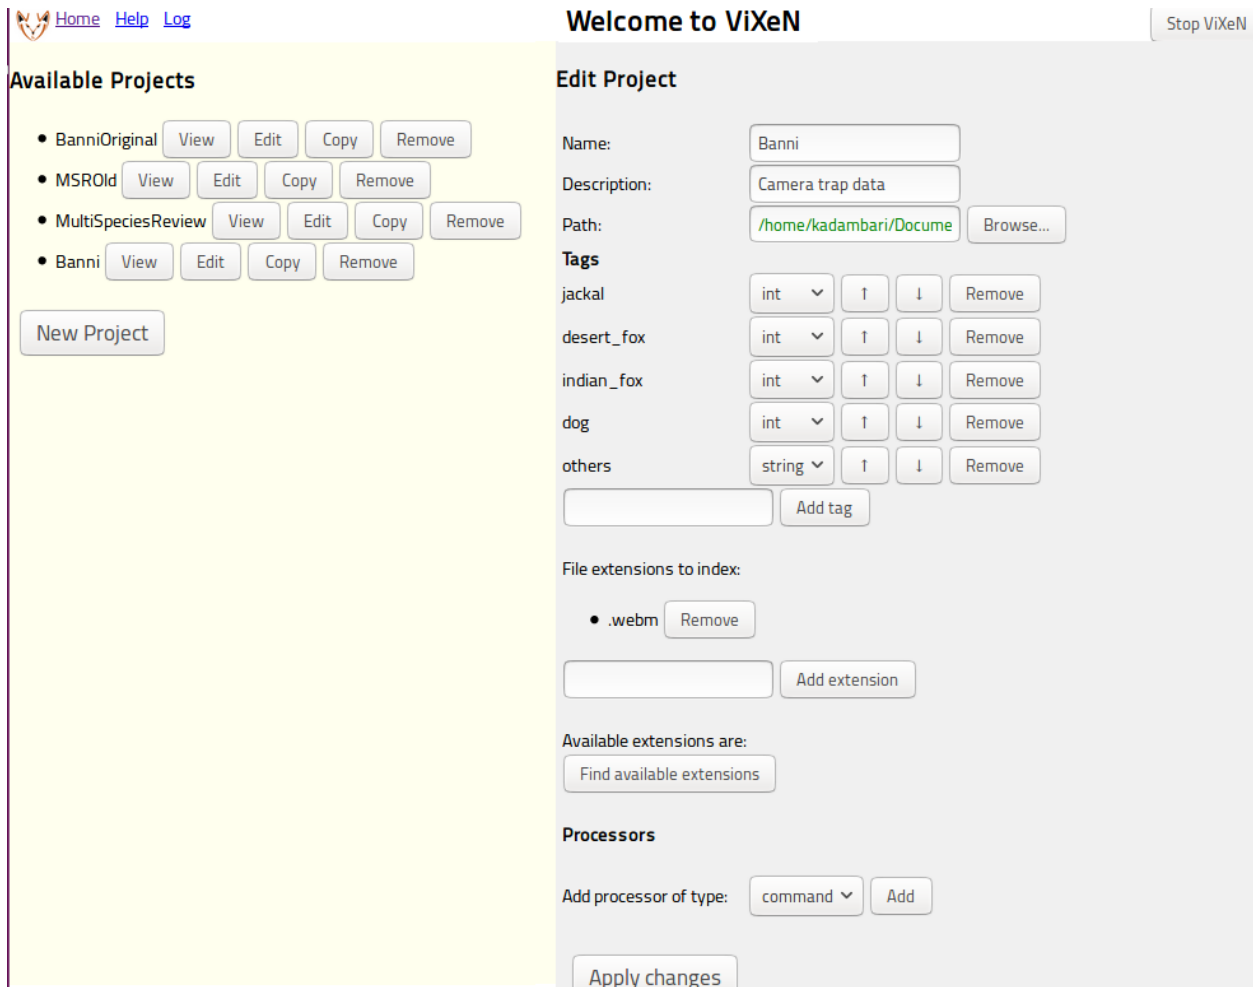 Home Help Log
Welcome to ViXeN
Stop ViXeN
Available Projects
BanniOriginal View Edit Copy Remove
MSROld View Edit Copy Remove
MultiSpeciesReview View Edit Copy Remove
Banni View Edit Copy Remove
New Project
Edit Project
Name: Banni
Description: Camera trap data
Path: /home/kadambari/Docume Browse...
Tags
jackal int ↑ ↓ Remove
desert_fox int ↑ ↓ Remove
indian_fox int ↑ ↓ Remove
dog int ↑ ↓ Remove
others string ↑ ↓ Remove
Add tag
File extensions to index:
.webm Remove
Add extension
Available extensions are:
Find available extensions
Processors
Add processor of type: command Add
Apply changes